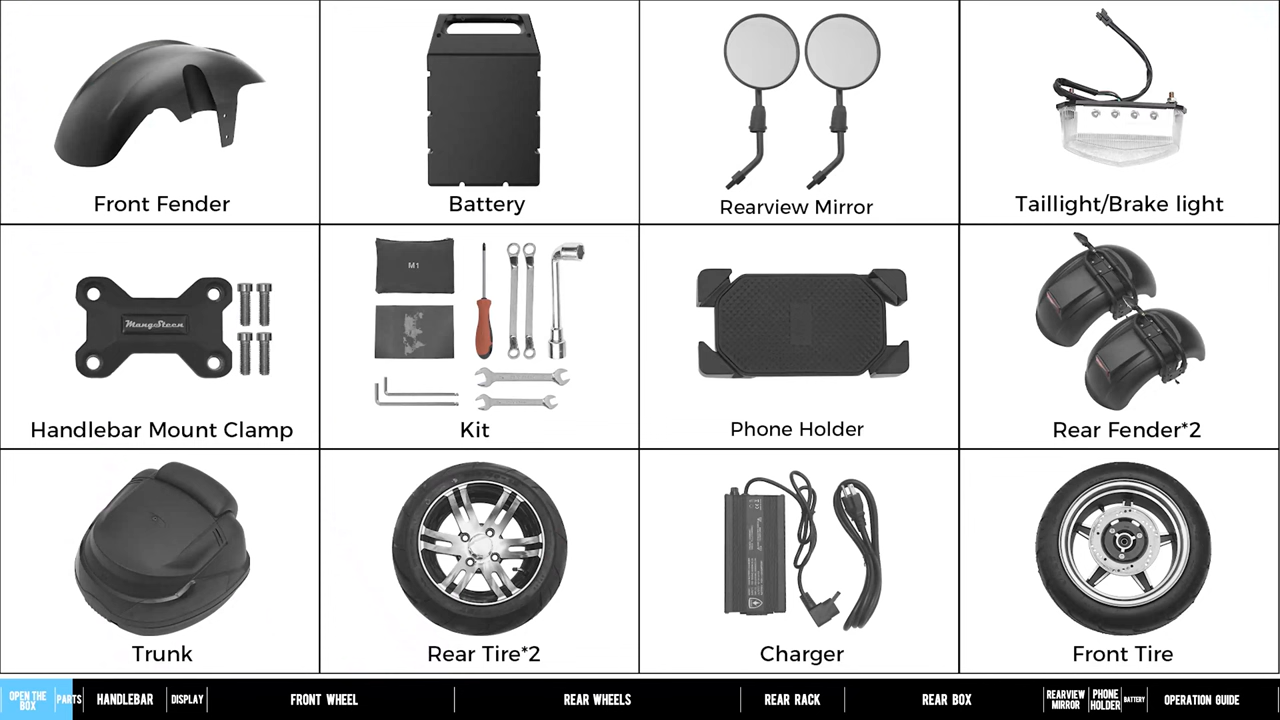 Front Fender
Battery
Rearview Mirror
Taillight/Brake light
MangoSteen
M1
Handlebar Mount Clamp
Kit
Phone Holder
Rear Fender*2
Trunk
Rear Tire*2
Charger
Front Tire
OPEN THE
BOX
PARTS
HANDLEBAR
DISPLAY
FRONT WHEEL
REAR WHEELS
REAR RACK
REAR BOX
REARVIEW
MIRROR
PHONE
HOLDER
BATTERY
OPERATION GUIDE